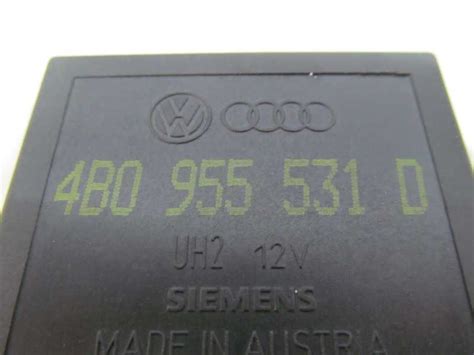 4B0 955 531 D
UH2 12V
SIEMENS
MADE IN AUSTRIA